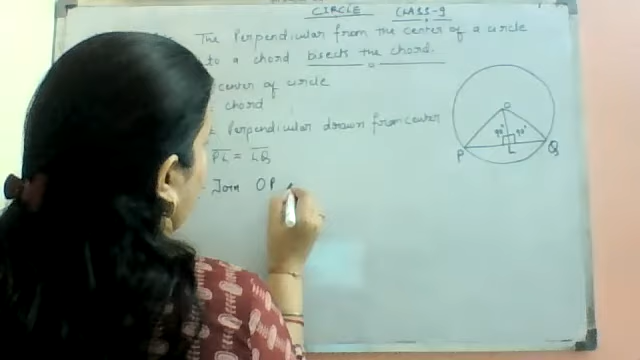 CIRCLE CLASS-9
The Perpendicular from the center of a circle
to a chord bisects the chord.
center of circle
chord
Perpendicular drawn from center
PL = LQ
Join OP
O
90° 90°
P L Q